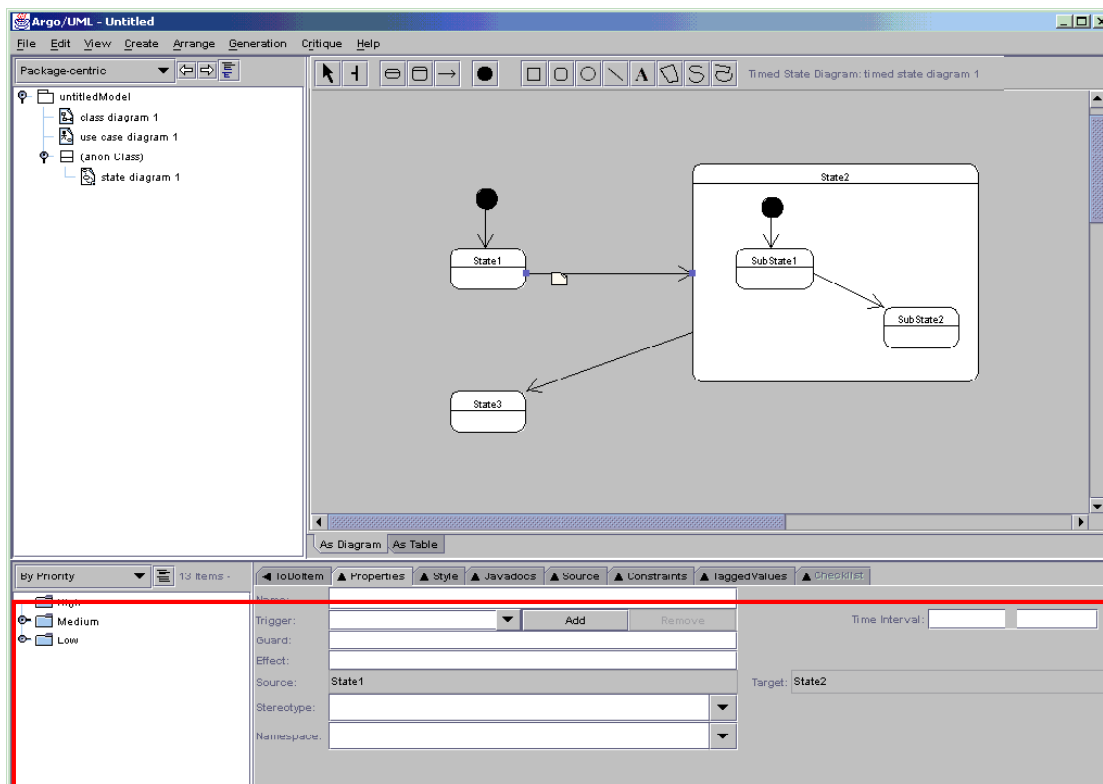 Argo/UML - Untitled
File Edit View Create Arrange Generation Critique Help
Package-centric
A
Timed State Diagram: timed state diagram 1
untitledModel
class diagram 1
use case diagram 1
(anon Class)
state diagram 1
State2
State1
SubState1
SubState2
State3
As Diagram As Table
By Priority
13 Items -
ToDoItem Properties Style Javadocs Source Constraints TaggedValues Checklist
High
Medium
Low
Name:
Trigger: Add Remove Time Interval:
Guard:
Effect:
Source: State1 Target: State2
Stereotype:
Namespace: